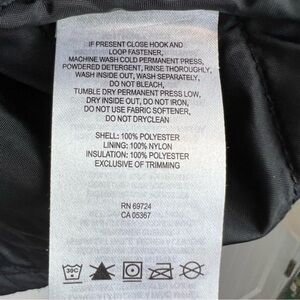 IF PRESENT CLOSE HOOK AND
LOOP FASTENER,
MACHINE WASH COLD PERMANENT PRESS,
POWDERED DETERGENT, RINSE THOROUGHLY,
WASH INSIDE OUT, WASH SEPARATELY,
DO NOT BLEACH,
TUMBLE DRY PERMANENT PRESS LOW,
DRY INSIDE OUT, DO NOT IRON,
DO NOT USE FABRIC SOFTENER,
DO NOT DRYCLEAN
SHELL: 100% POLYESTER
LINING: 100% NYLON
INSULATION: 100% POLYESTER
EXCLUSIVE OF TRIMMING
RN 69724
CA 05367
30C